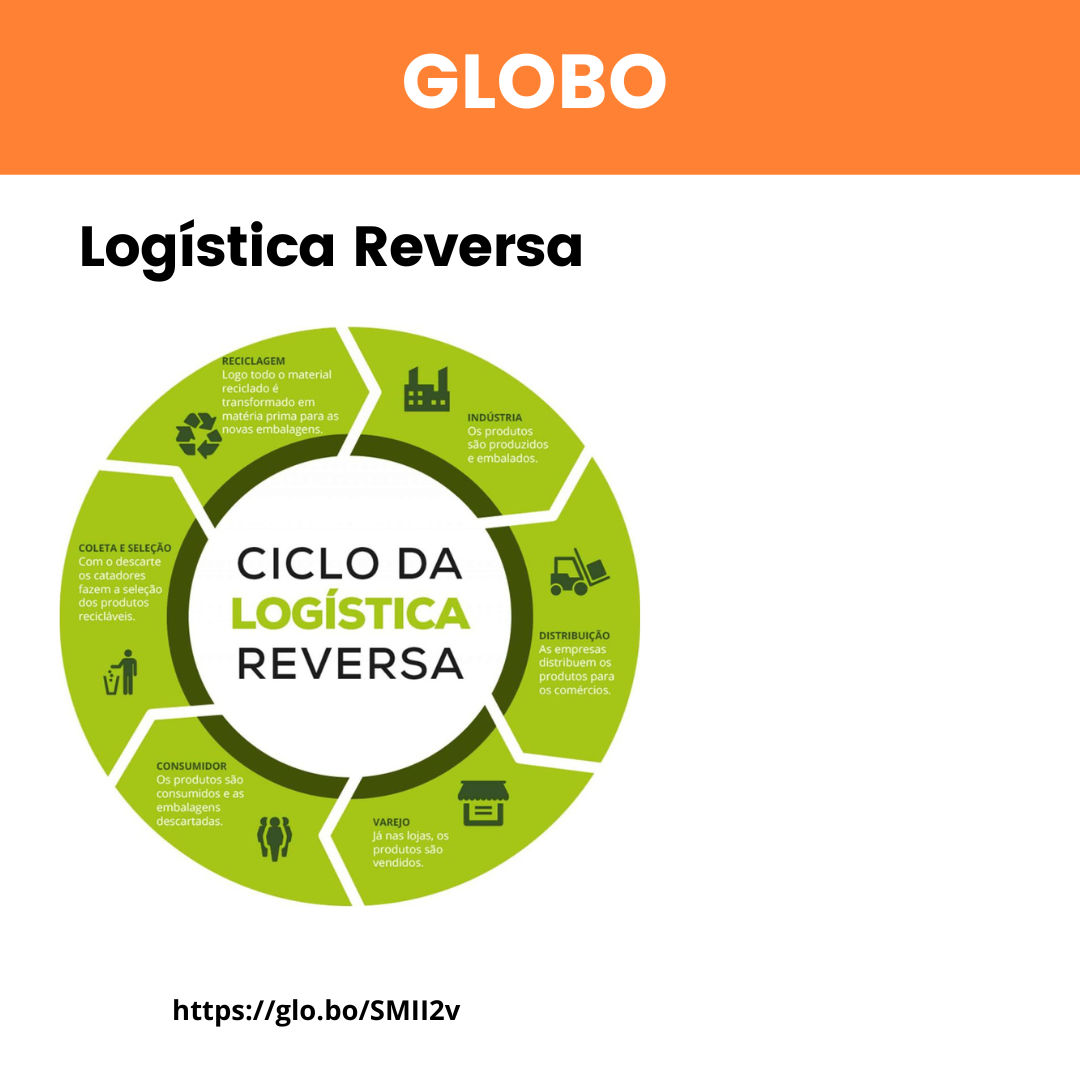 GLOBO
Logística Reversa
RECICLAGEM
Logo todo o material
reciclado é
transformado em
matéria prima para as
novas embalagens.
INDÚSTRIA
Os produtos
são produzidos
e embalados.
DISTRIBUIÇÃO
As empresas
distribuem os
produtos para
os comércios.
VAREJO
Já nas lojas, os
produtos são
vendidos.
CONSUMIDOR
Os produtos são
consumidos e as
embalagens
descartadas.
COLETA E SELEÇÃO
Com o descarte
os catadores
fazem a seleção
dos produtos
recicláveis.
CICLO DA
LOGÍSTICA
REVERSA
https://glo.bo/SMII2v